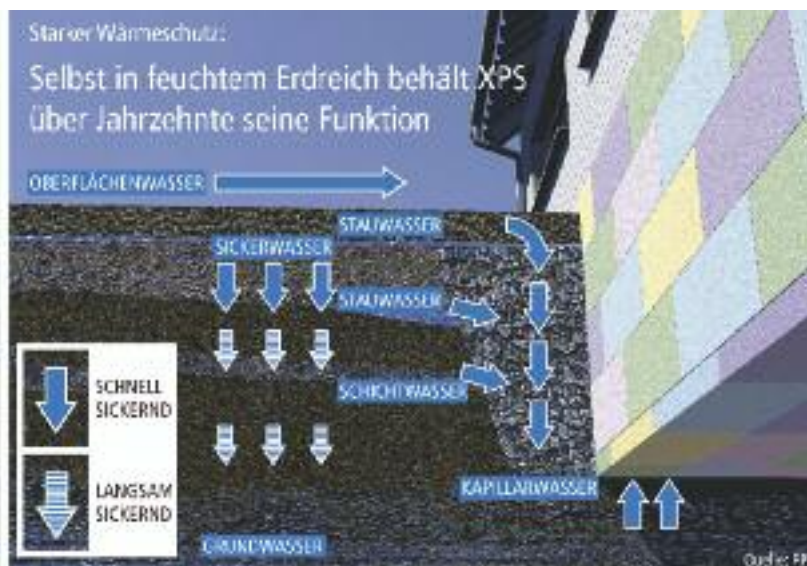 Starker Wärmeschutz:
Selbst in feuchtem Erdreich behält XPS
über Jahrzehnte seine Funktion
OBERFLÄCHENWASSER
STAUWASSER
SICKERWASSER
STAUWASSER
SCHNELL
SICKERND
SCHICHTWASSER
LANGSAM
SICKERND
KAPILLARWASSER
GRUNDWASSER
Quelle: